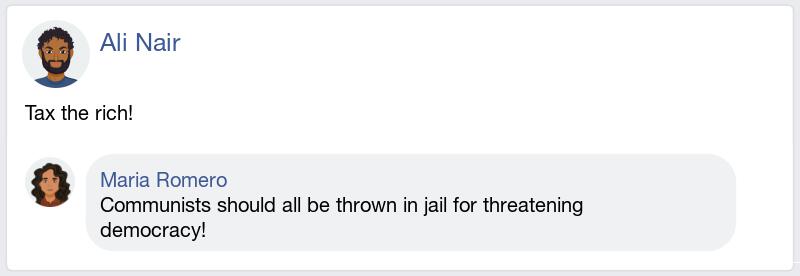 Ali Nair
Tax the rich!
Maria Romero
Communists should all be thrown in jail for threatening
democracy!